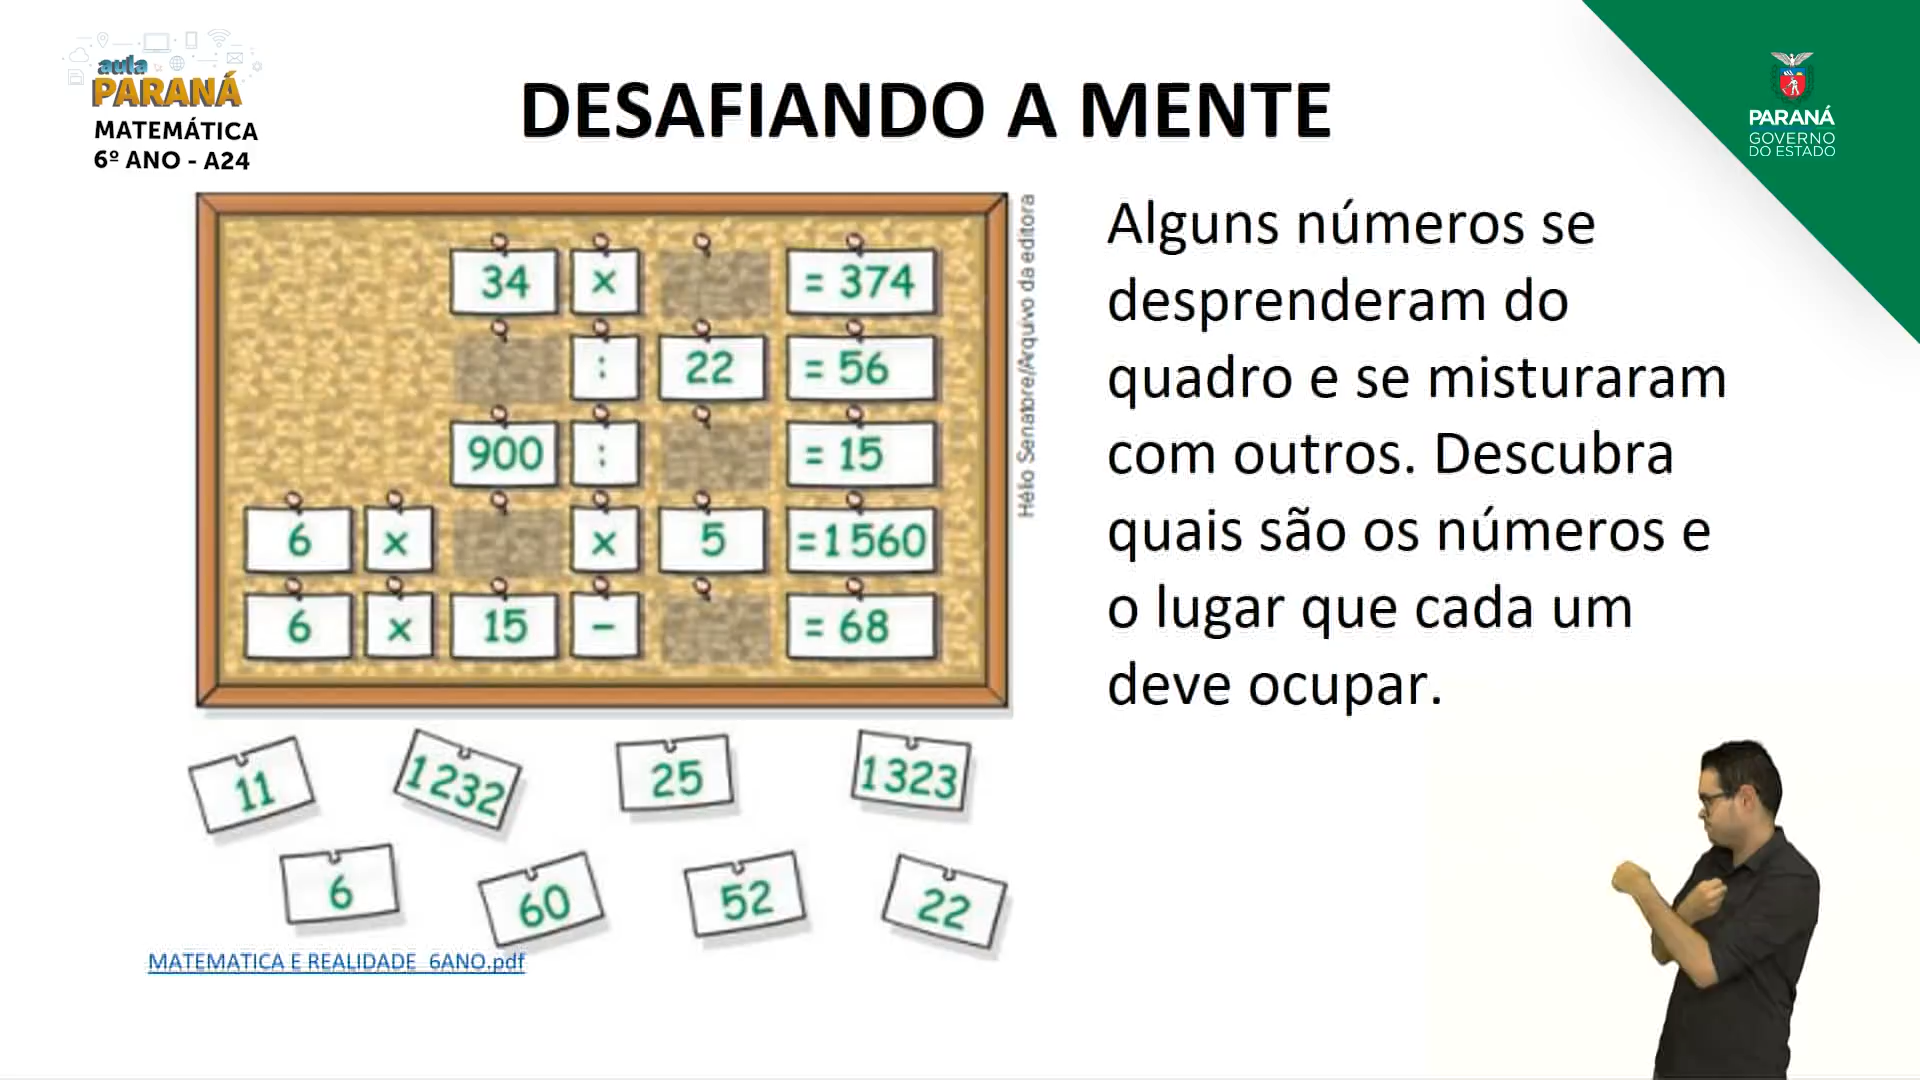 aula
PARANÁ
MATEMÁTICA
6º ANO - A24
DESAFIANDO A MENTE
PARANÁ
GOVERNO
DO ESTADO
34 x = 374
: 22 = 56
900 : = 15
6 x x 5 =1560
6 x 15 - = 68
Hélio Senatore/Arquivo da editora
Alguns números se
desprenderam do
quadro e se misturaram
com outros. Descubra
quais são os números e
o lugar que cada um
deve ocupar.
11 1232 25 1323
6 60 52 22
MATEMATICA E REALIDADE 6ANO.pdf